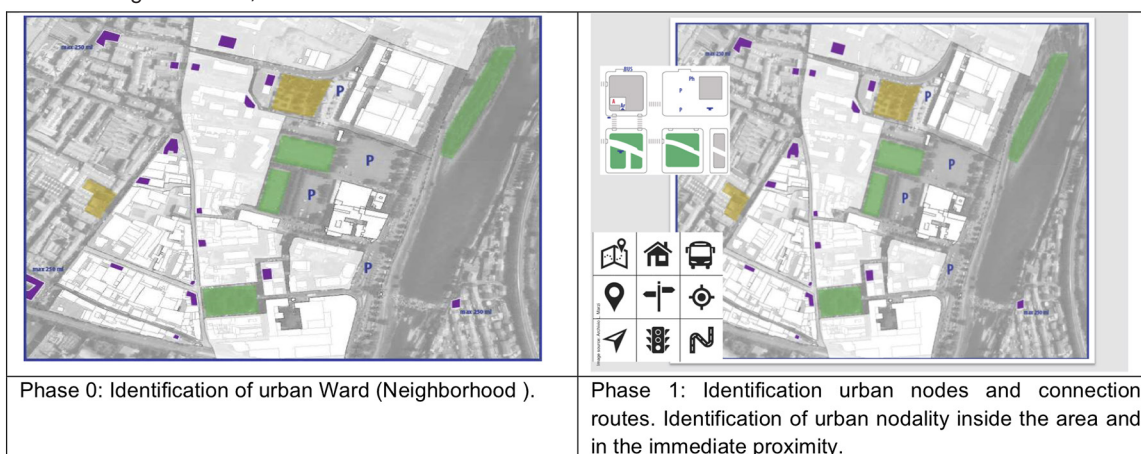 max 250 ml
P
P
P
P
max 250 ml
max 250 ml
max 250 ml
BUS
Ph
P
P
A
P
P
P
P
max 250 ml
Phase 0: Identification of urban Ward (Neighborhood ).
Phase 1: Identification urban nodes and connection
routes. Identification of urban nodality inside the area and
in the immediate proximity.